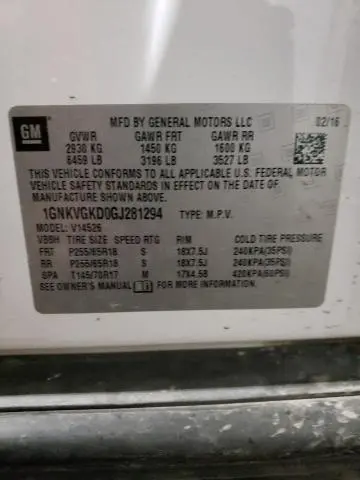 GM
MFD BY GENERAL MOTORS LLC 02/16
GVWR GAWR FRT GAWR RR
2930 KG 1450 KG 1600 KG
6459 LB 3196 LB 3527 LB
THIS VEHICLE CONFORMS TO ALL APPLICABLE U.S. FEDERAL MOTOR
VEHICLE SAFETY AND THEFT PREVENTION STANDARDS
IN EFFECT ON THE DATE OF
MANUFACTURE SHOWN ABOVE.
1GNKVGKD0GJ281294 TYPE: M.P.V.
MODEL: V14526
VBBH TIRE SIZE SPEED RTG RIM COLD TIRE PRESSURE
FRT P255/65R18 S 18X7.5J 240KPA(35PSI)
RR P255/65R18 S 18X7.5J 240KPA(35PSI)
SPA T145/70R17 M 17X4.5B 420KPA(60PSI)
SEE OWNER'S MANUAL FOR MORE INFORMATION.